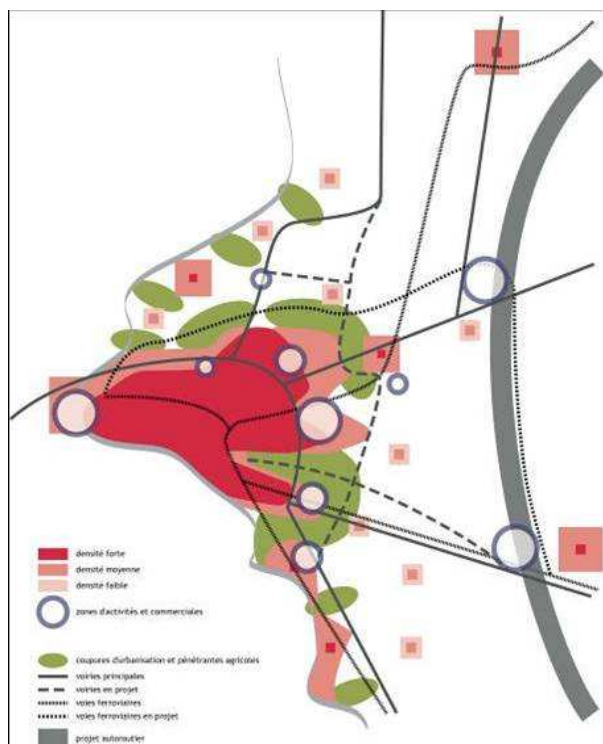 densité forte
densité moyenne
densité faible
zones d'activités et commerciales
coupures d'urbanisation et pénétrantes agricoles
voiries principales
voiries en projet
voies ferroviaires
voies ferroviaires en projet
projet autoroutier